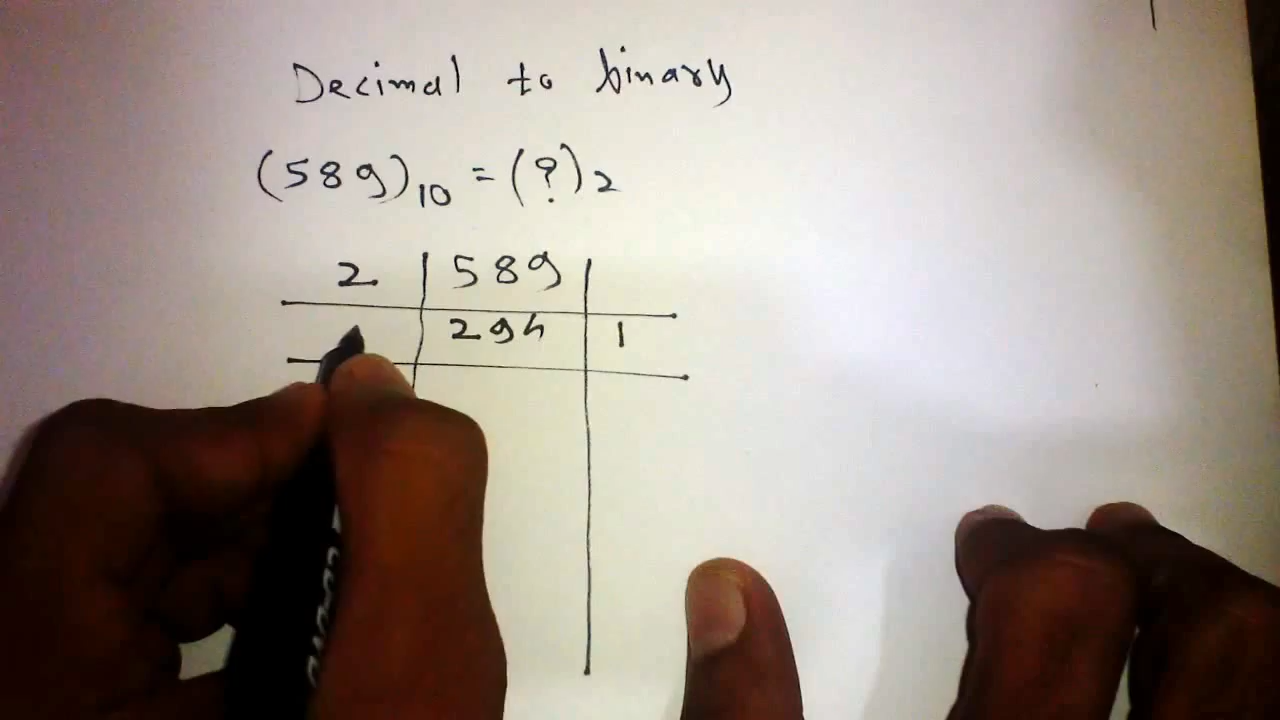 Decimal to binary
(589)10 = (?)2
2 | 589 |
294 | 1